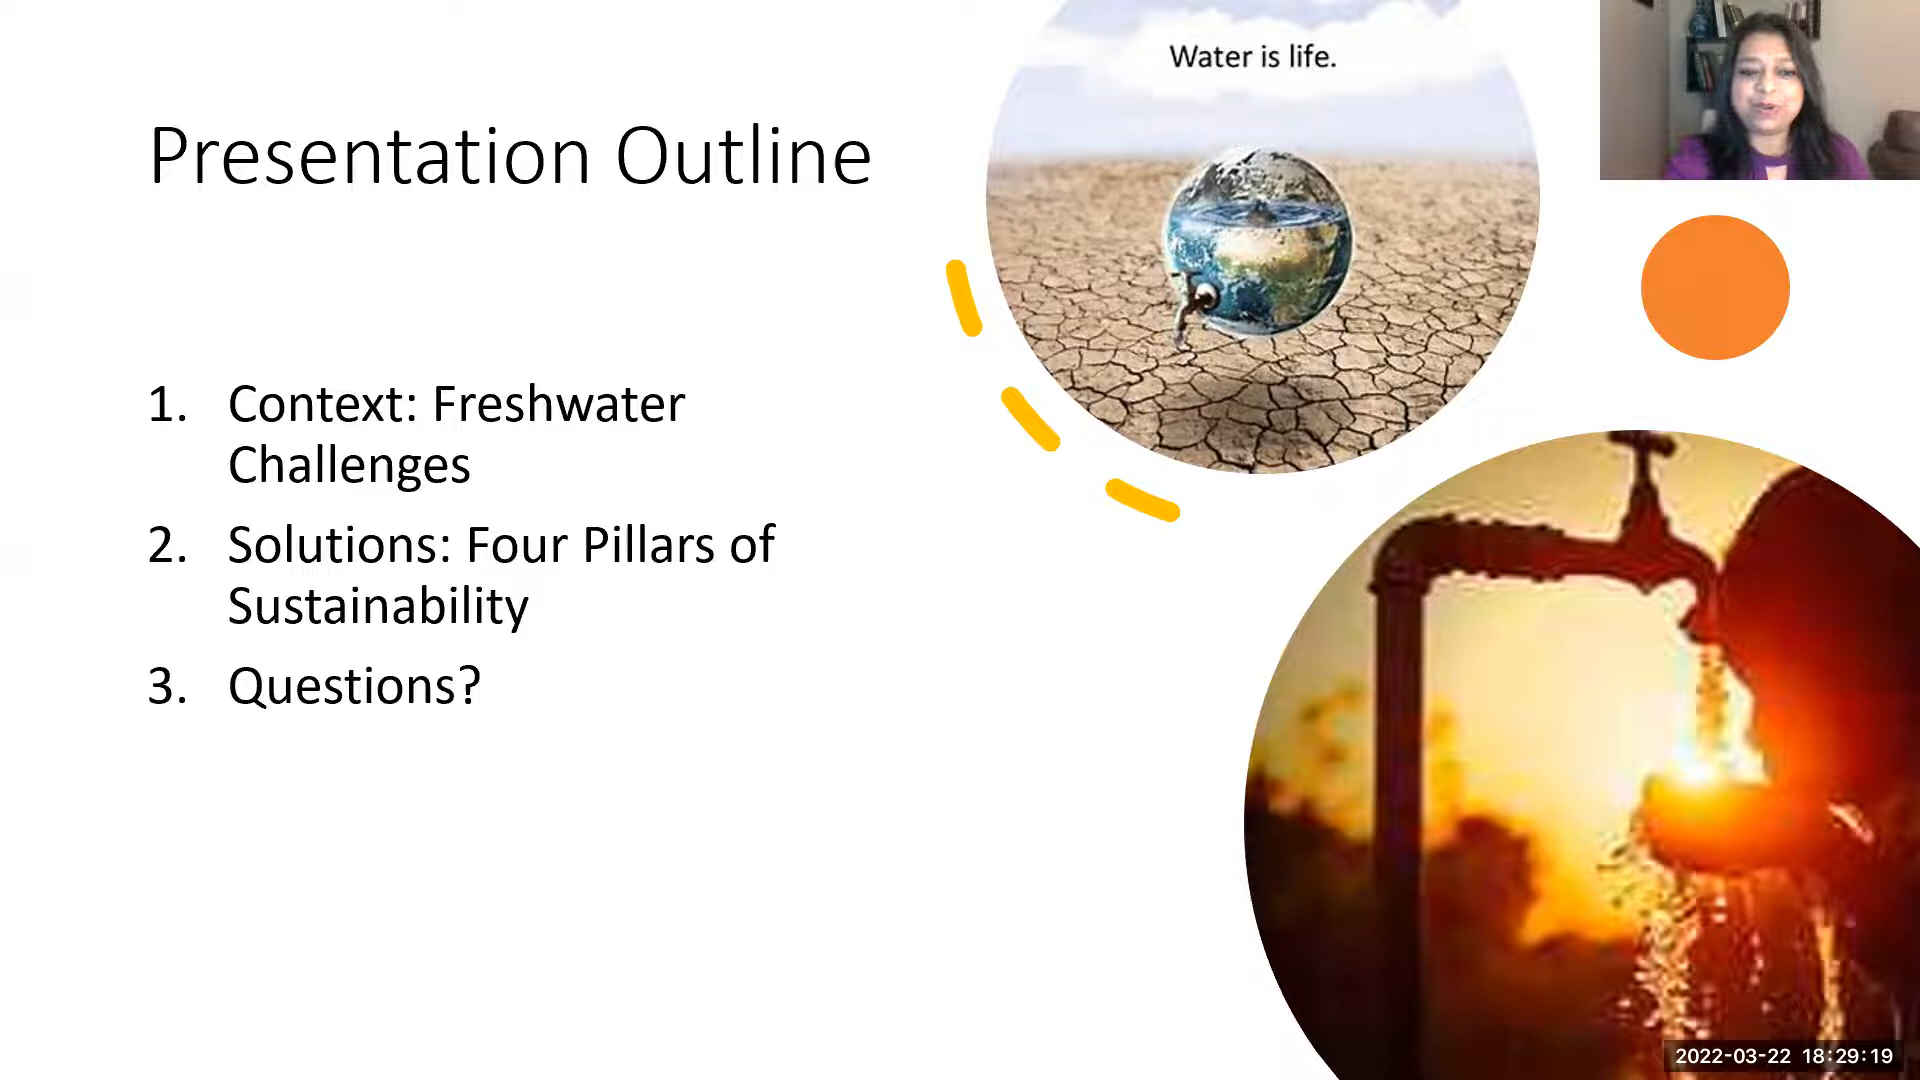 Water is life.
Presentation Outline
1. Context: Freshwater
Challenges
2. Solutions: Four Pillars of
Sustainability
3. Questions?
2022-03-22 18:29:19